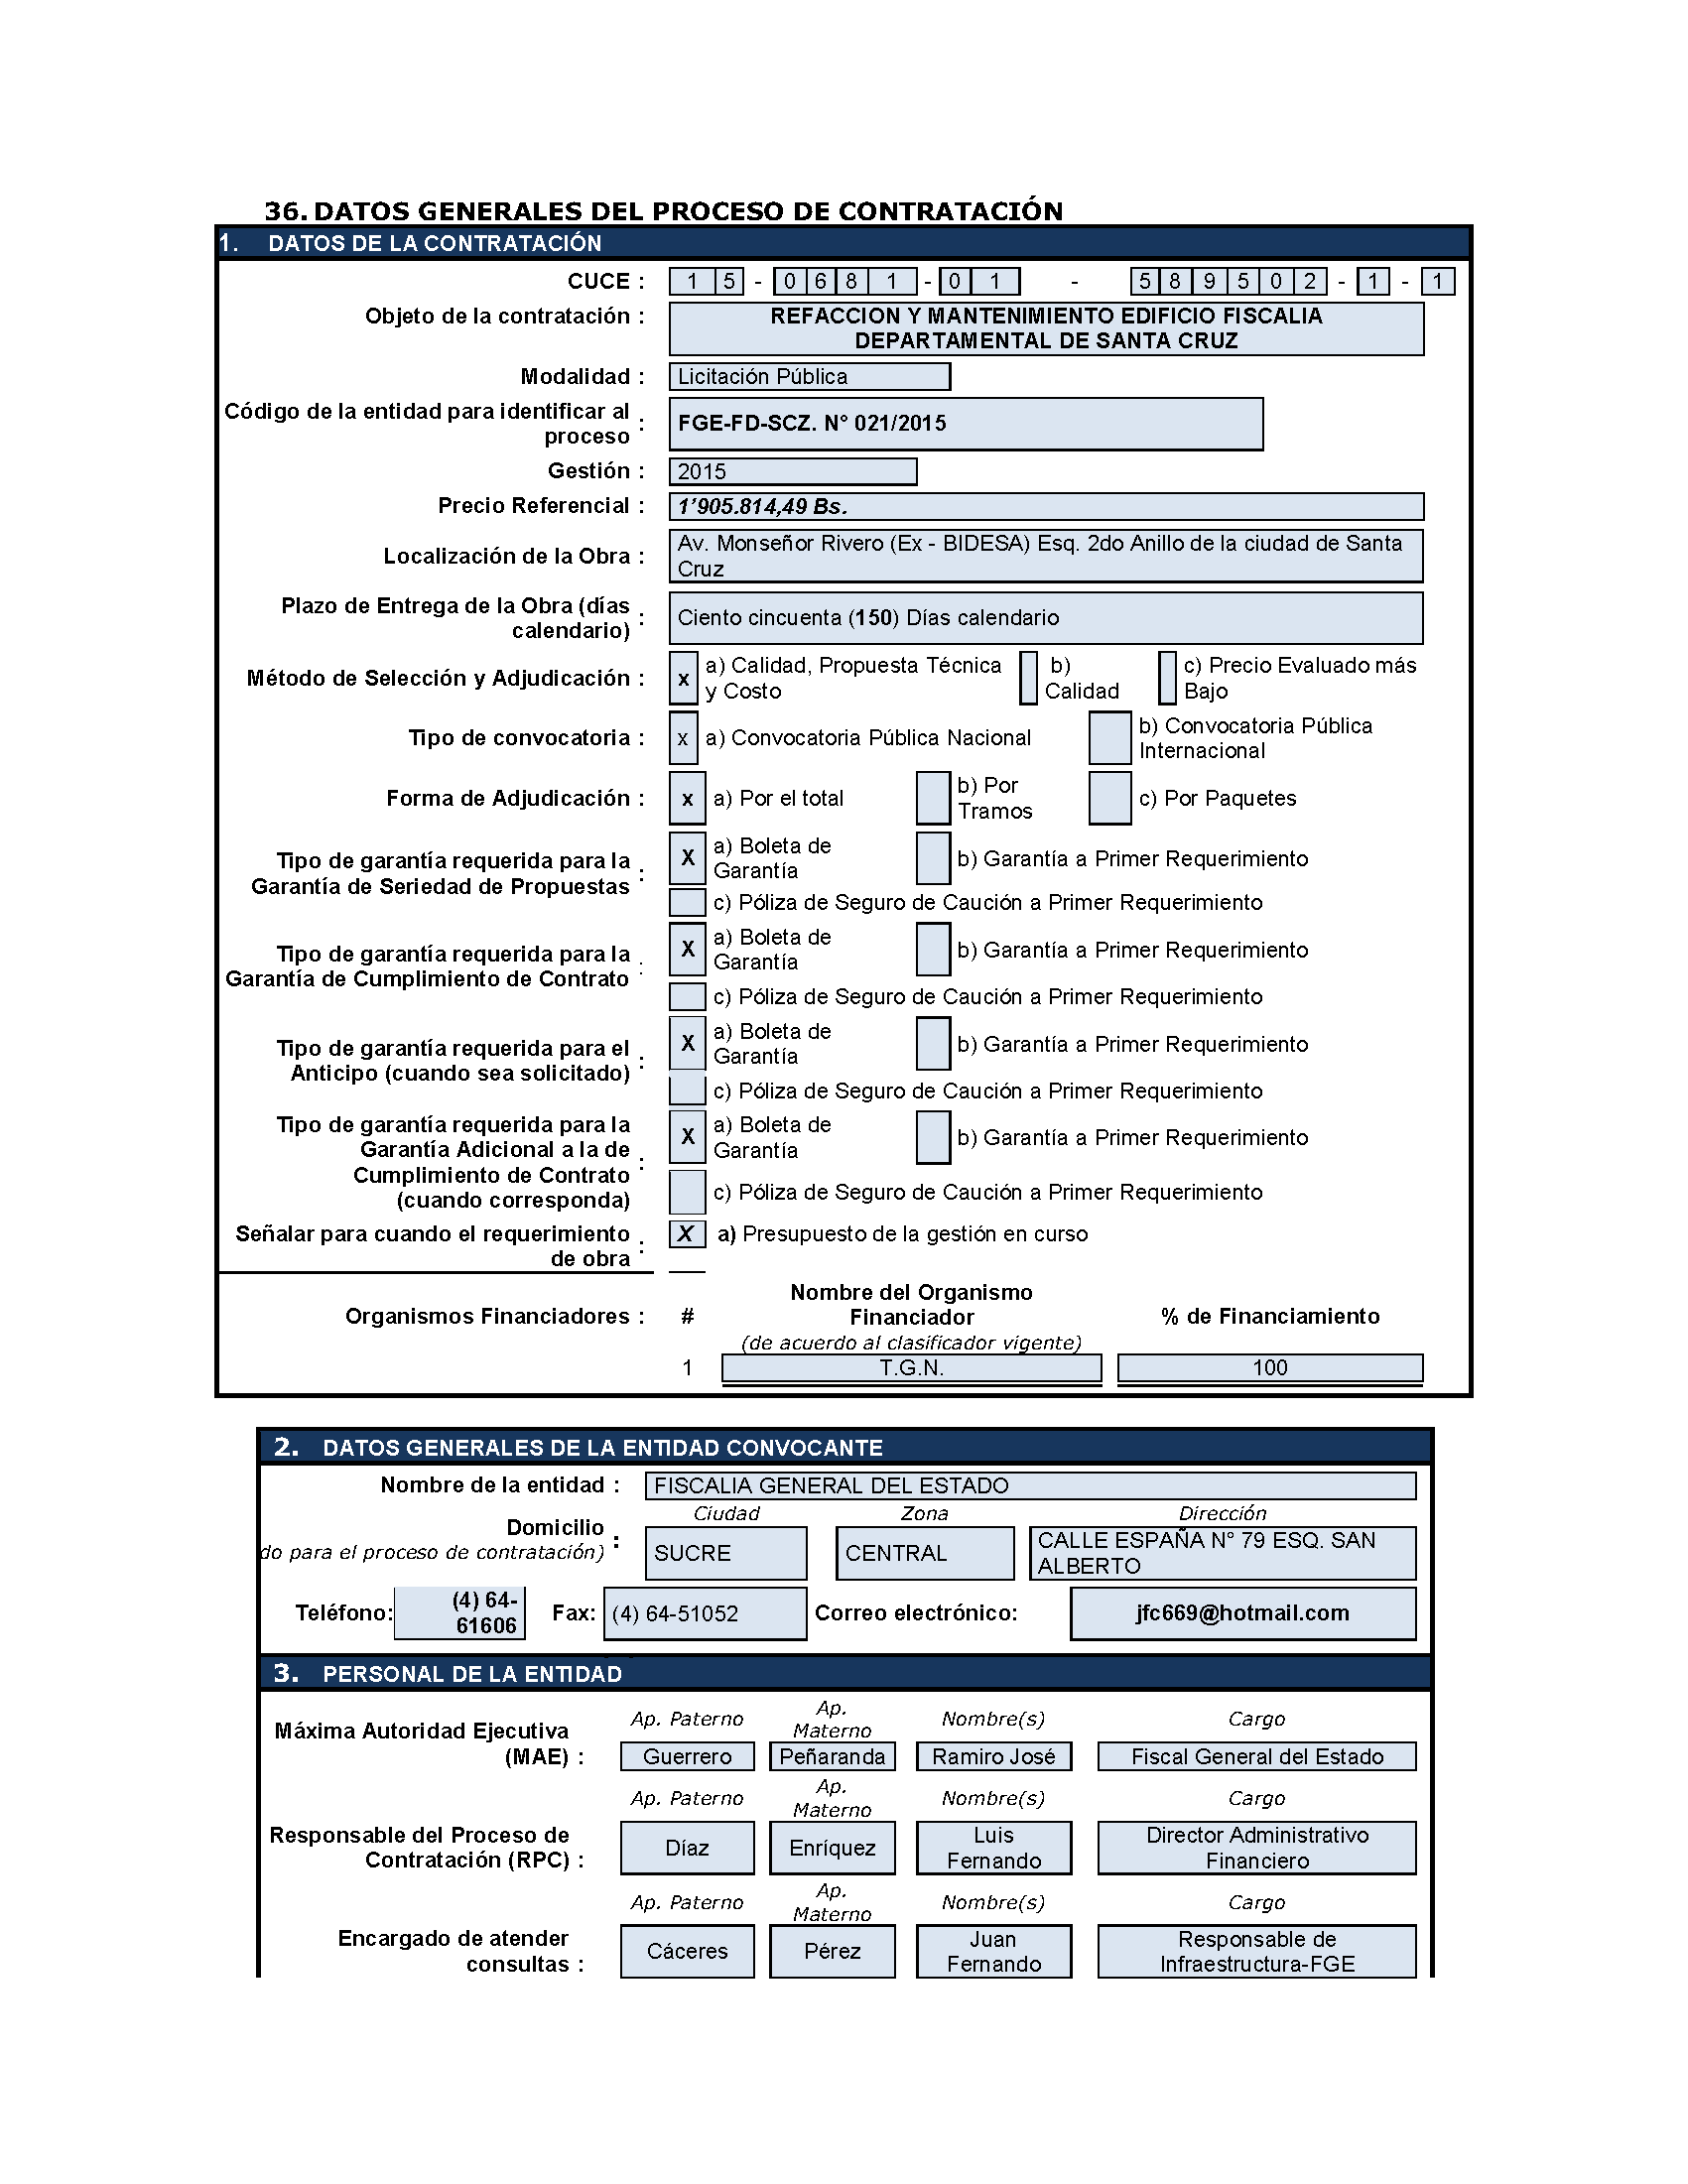 36. DATOS GENERALES DEL PROCESO DE CONTRATACIÓN
1. DATOS DE LA CONTRATACIÓN
CUCE : 1 5 - 0 6 8 1 - 0 1 - 5 8 9 5 0 2 - 1 - 1
Objeto de la contratación : REFACCION Y MANTENIMIENTO EDIFICIO FISCALIA
DEPARTAMENTAL DE SANTA CRUZ
Modalidad : Licitación Pública
Código de la entidad para identificar al
proceso : FGE-FD-SCZ. N° 021/2015
Gestión : 2015
Precio Referencial : 1’905.814,49 Bs.
Localización de la Obra : Av. Monseñor Rivero (Ex - BIDESA) Esq. 2do Anillo de la ciudad de Santa
Cruz
Plazo de Entrega de la Obra (días
calendario) : Ciento cincuenta (150) Días calendario
Método de Selección y Adjudicación : x a) Calidad, Propuesta Técnica
y Costo
b)
Calidad
c) Precio Evaluado más
Bajo
Tipo de convocatoria : x a) Convocatoria Pública Nacional
b) Convocatoria Pública
Internacional
Forma de Adjudicación : x a) Por el total
b) Por
Tramos
c) Por Paquetes
Tipo de garantía requerida para la
Garantía de Seriedad de Propuestas :
X a) Boleta de
Garantía
b) Garantía a Primer Requerimiento
c) Póliza de Seguro de Caución a Primer Requerimiento
Tipo de garantía requerida para la
Garantía de Cumplimiento de Contrato :
X a) Boleta de
Garantía
b) Garantía a Primer Requerimiento
c) Póliza de Seguro de Caución a Primer Requerimiento
Tipo de garantía requerida para el
Anticipo (cuando sea solicitado) :
X a) Boleta de
Garantía
b) Garantía a Primer Requerimiento
c) Póliza de Seguro de Caución a Primer Requerimiento
Tipo de garantía requerida para la
Garantía Adicional a la de
Cumplimiento de Contrato
(cuando corresponda) :
X a) Boleta de
Garantía
b) Garantía a Primer Requerimiento
c) Póliza de Seguro de Caución a Primer Requerimiento
Señalar para cuando el requerimiento
de obra :
X a) Presupuesto de la gestión en curso
Organismos Financiadores : #
Nombre del Organismo
Financiador
(de acuerdo al clasificador vigente)
% de Financiamiento
1 T.G.N. 100
2. DATOS GENERALES DE LA ENTIDAD CONVOCANTE
Nombre de la entidad : FISCALIA GENERAL DEL ESTADO
Ciudad Zona Dirección
Domicilio
do para el proceso de contratación) :
SUCRE CENTRAL CALLE ESPAÑA N° 79 ESQ. SAN
ALBERTO
Teléfono: (4) 64-
61606
Fax: (4) 64-51052 Correo electrónico: jfc669@hotmail.com
3. PERSONAL DE LA ENTIDAD
Ap. Paterno Ap.
Materno Nombre(s) Cargo
Máxima Autoridad Ejecutiva
(MAE) : Guerrero Peñaranda Ramiro José Fiscal General del Estado
Ap. Paterno Ap.
Materno Nombre(s) Cargo
Responsable del Proceso de
Contratación (RPC) : Díaz Enríquez Luis
Fernando
Director Administrativo
Financiero
Ap. Paterno Ap.
Materno Nombre(s) Cargo
Encargado de atender
consultas : Cáceres Pérez Juan
Fernando
Responsable de
Infraestructura-FGE